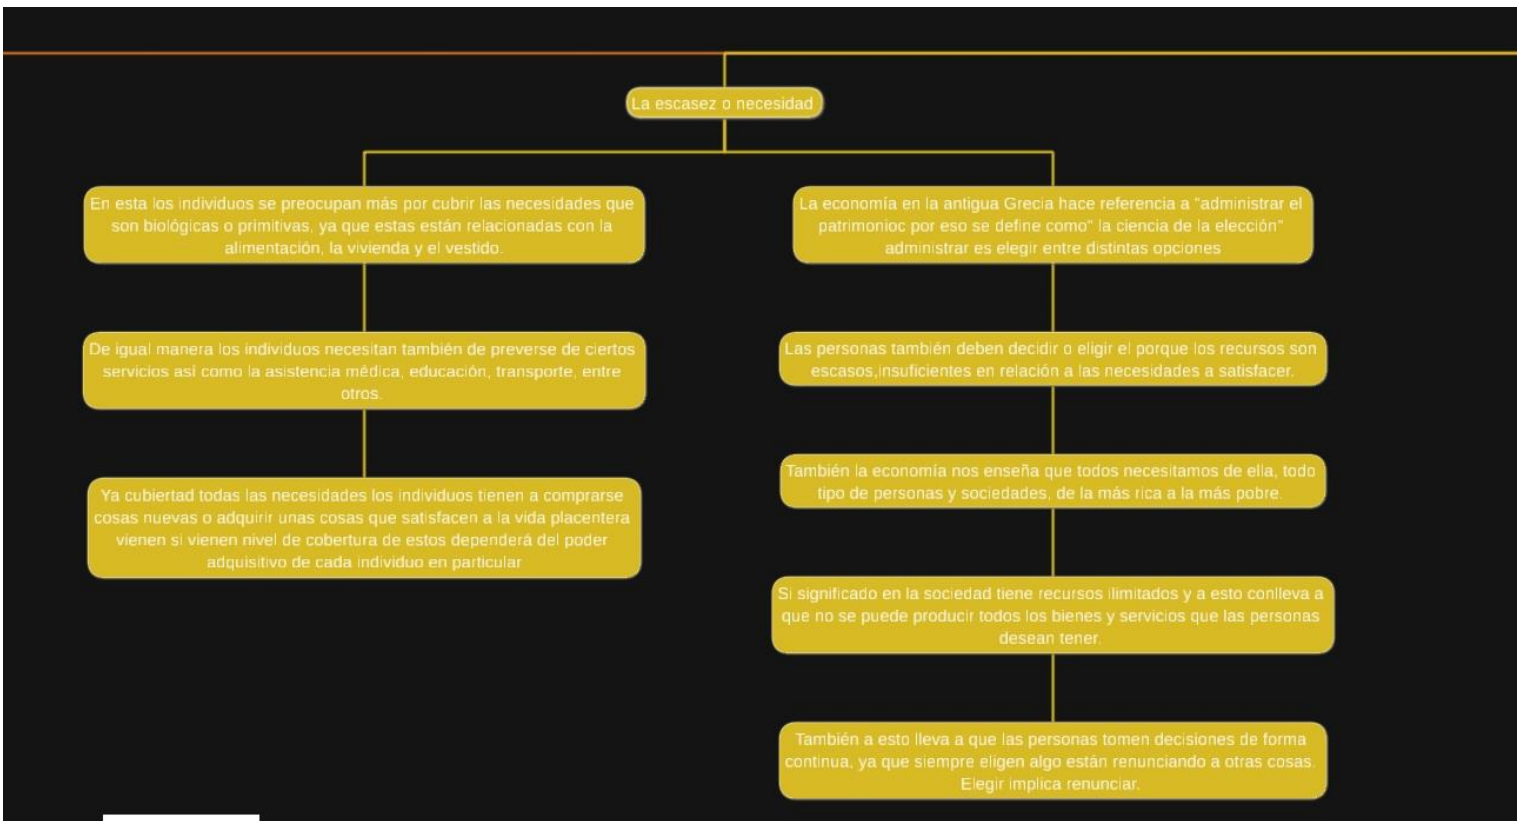 La escasez o necesidad
En esta los individuos se preocupan más por cubrir las necesidades que
son biológicas o primitivas, ya que estas están relacionadas con la
alimentación, la vivienda y el vestido.
De igual manera los individuos necesitan también de preverse de ciertos
servicios así como la asistencia médica, educación, transporte, entre
otros.
Ya cubiertad todas las necesidades los individuos tienen a comprarse
cosas nuevas o adquirir unas cosas que satisfacen a la vida placentera
vienen si vienen nivel de cobertura de estos dependerá del poder
adquisitivo de cada individuo en particular
La economía en la antigua Grecia hace referencia a "administrar el
patrimonioc por eso se define como" la ciencia de la elección"
administrar es elegir entre distintas opciones
Las personas también deben decidir o eligir el porque los recursos son
escasos,insuficientes en relación a las necesidades a satisfacer.
También la economía nos enseña que todos necesitamos de ella, todo
tipo de personas y sociedades, de la más rica a la más pobre.
Si significado en la sociedad tiene recursos ilimitados y a esto conlleva a
que no se puede producir todos los bienes y servicios que las personas
desean tener.
También a esto lleva a que las personas tomen decisiones de forma
continua, ya que siempre eligen algo están renunciando a otras cosas.
Elegir implica renunciar.